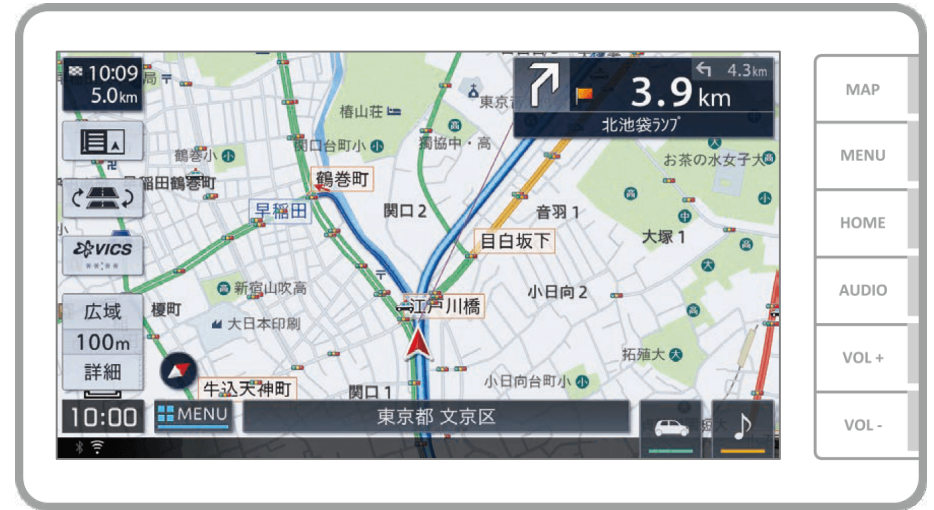 10:09
5.0km
4.3km
3.9km
北池袋ランプ
椿山荘
鶴巻小 小
関口台町小 小
獨協中・高 高
お茶の水女子大
早稲田鶴巻町
鶴巻町
早稲田
関口2
音羽1
目白坂下
大塚1
VICS
--:--
新宿山吹高
小日向2
江戸川橋
榎町
大日本印刷
広域
100m
詳細
拓殖大 大
小日向台町小 小
牛込天神町
関口1
10:00
MENU
東京都 文京区
MAP
MENU
HOME
AUDIO
VOL +
VOL -